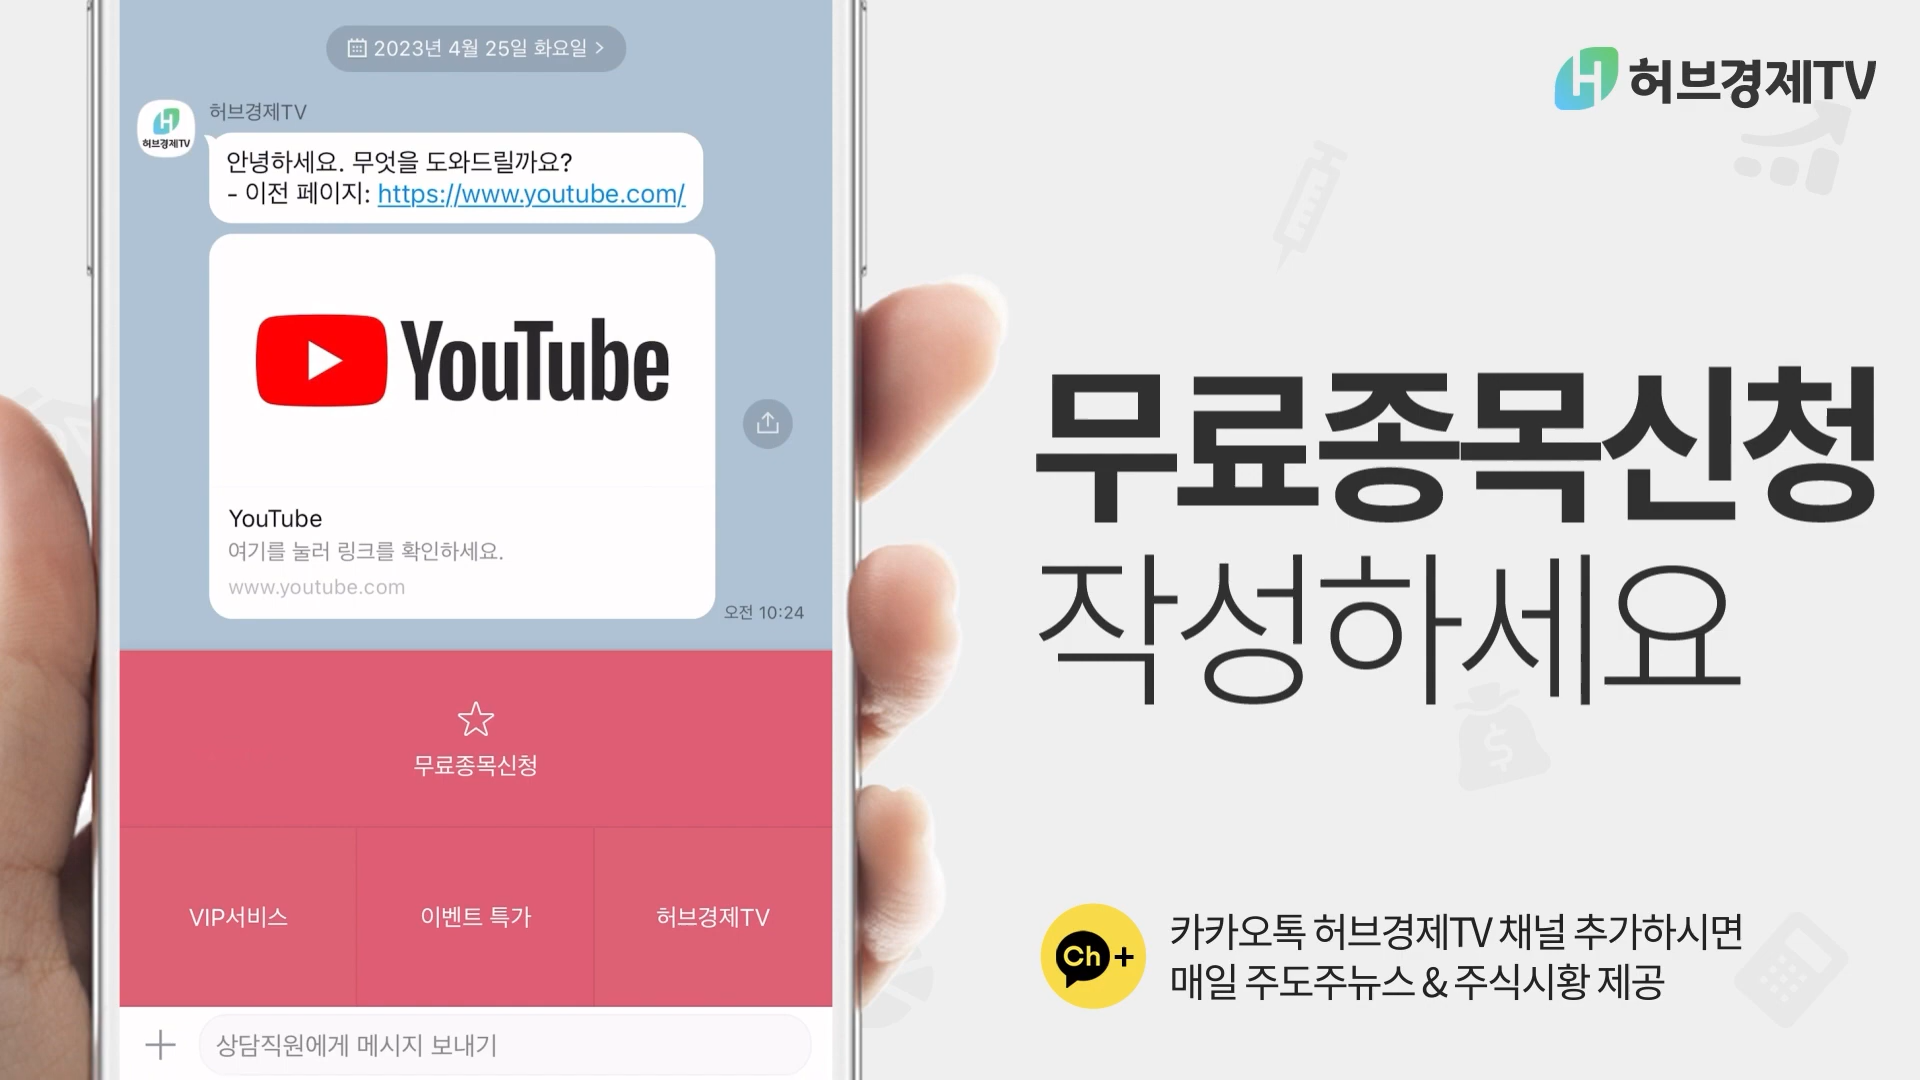 2023년 4월 25일 화요일 >
허브경제TV
허브경제TV
안녕하세요. 무엇을 도와드릴까요?
- 이전 페이지: https://www.youtube.com/
YouTube
YouTube
여기를 눌러 링크를 확인하세요.
www.youtube.com
오전 10:24
무료종목신청
VIP서비스
이벤트 특가
허브경제TV
상담직원에게 메시지 보내기
허브경제TV
무료종목신청
작성하세요
Ch+
카카오톡 허브경제TV 채널 추가하시면
매일 주도주뉴스 & 주식시황 제공